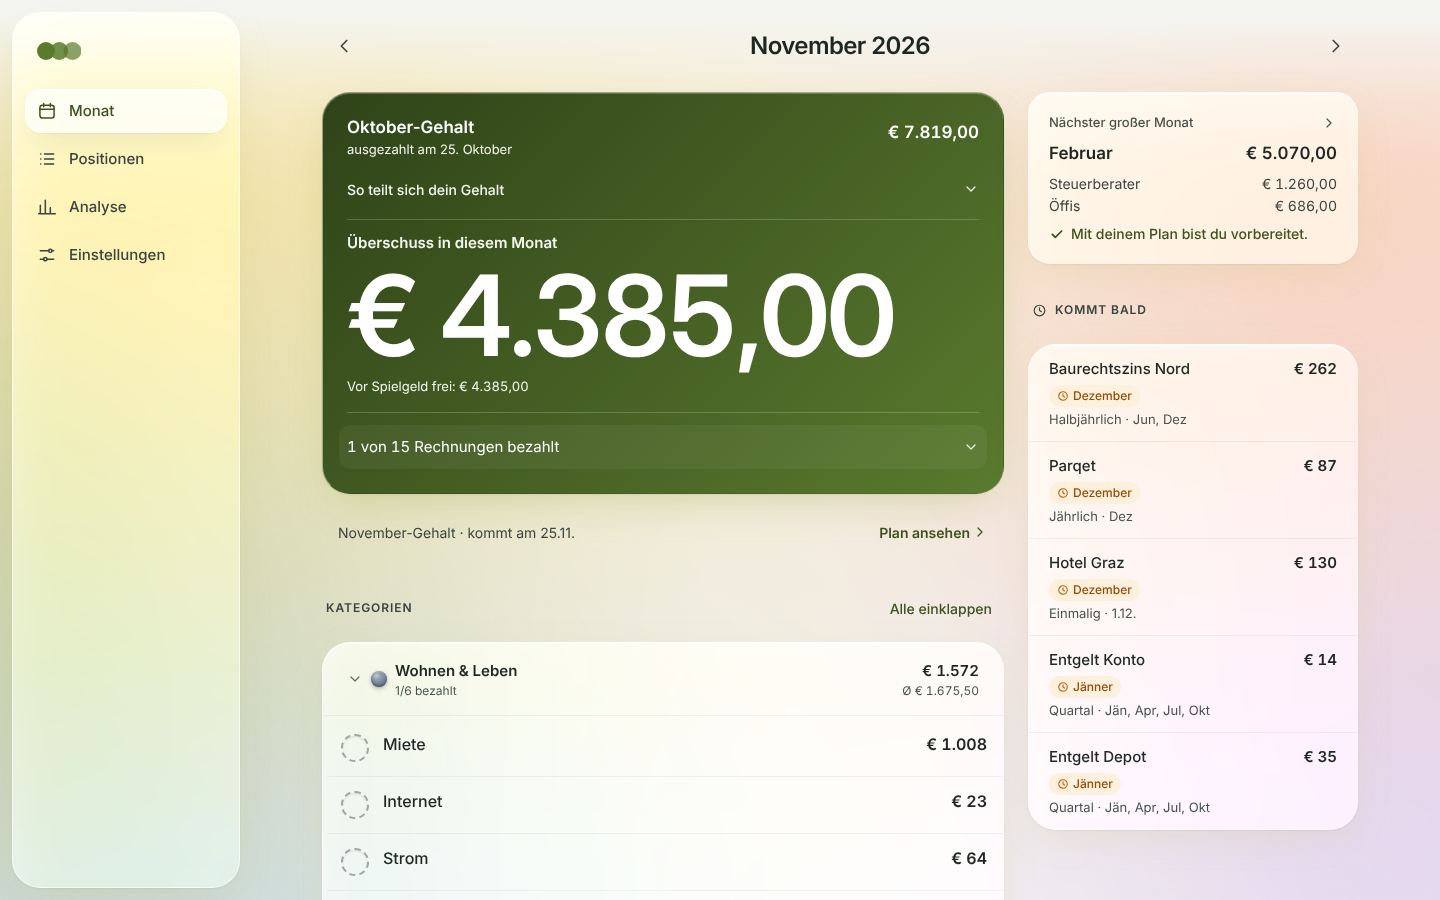 Monat
Positionen
Analyse
Einstellungen
November 2026
Oktober-Gehalt
ausgezahlt am 25. Oktober
€ 7.819,00
So teilt sich dein Gehalt
Überschuss in diesem Monat
€ 4.385,00
Vor Spielgeld frei: € 4.385,00
1 von 15 Rechnungen bezahlt
November-Gehalt · kommt am 25.11.
Plan ansehen
KATEGORIEN
Alle einklappen
Wohnen & Leben
€ 1.572
1/6 bezahlt
Ø € 1.675,50
Miete
€ 1.008
Internet
€ 23
Strom
€ 64
Nächster großer Monat
Februar
€ 5.070,00
Steuerberater
€ 1.260,00
Öffis
€ 686,00
Mit deinem Plan bist du vorbereitet.
KOMMT BALD
Baurechtszins Nord
€ 262
Dezember
Halbjährlich · Jun, Dez
Parqet
€ 87
Dezember
Jährlich · Dez
Hotel Graz
€ 130
Dezember
Einmalig · 1.12.
Entgelt Konto
€ 14
Jänner
Quartal · Jän, Apr, Jul, Okt
Entgelt Depot
€ 35
Jänner
Quartal · Jän, Apr, Jul, Okt